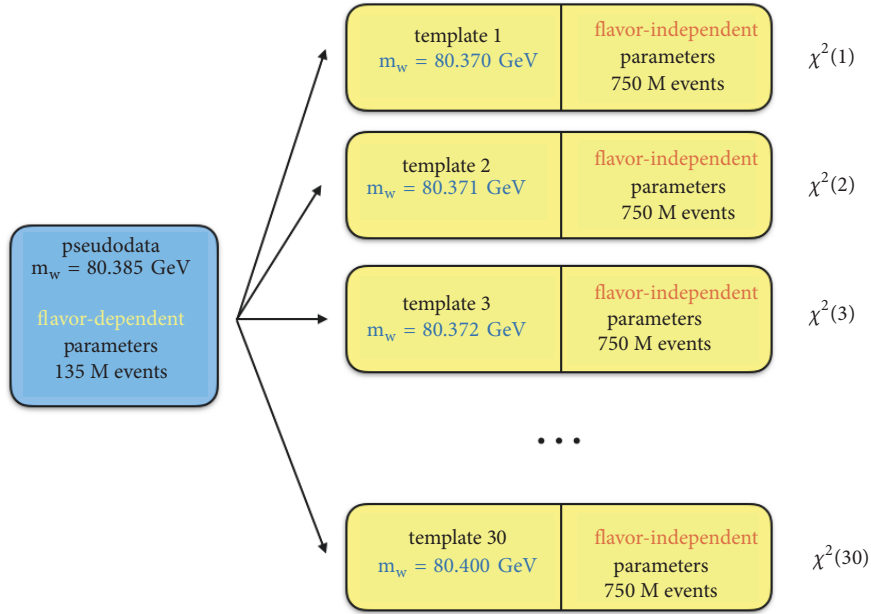 template 1
m_w = 80.370 GeV
flavor-independent
parameters
750 M events
χ²(1)
template 2
m_w = 80.371 GeV
flavor-independent
parameters
750 M events
χ²(2)
pseudodata
m_w = 80.385 GeV
flavor-dependent
parameters
135 M events
template 3
m_w = 80.372 GeV
flavor-independent
parameters
750 M events
χ²(3)
...
template 30
m_w = 80.400 GeV
flavor-independent
parameters
750 M events
χ²(30)